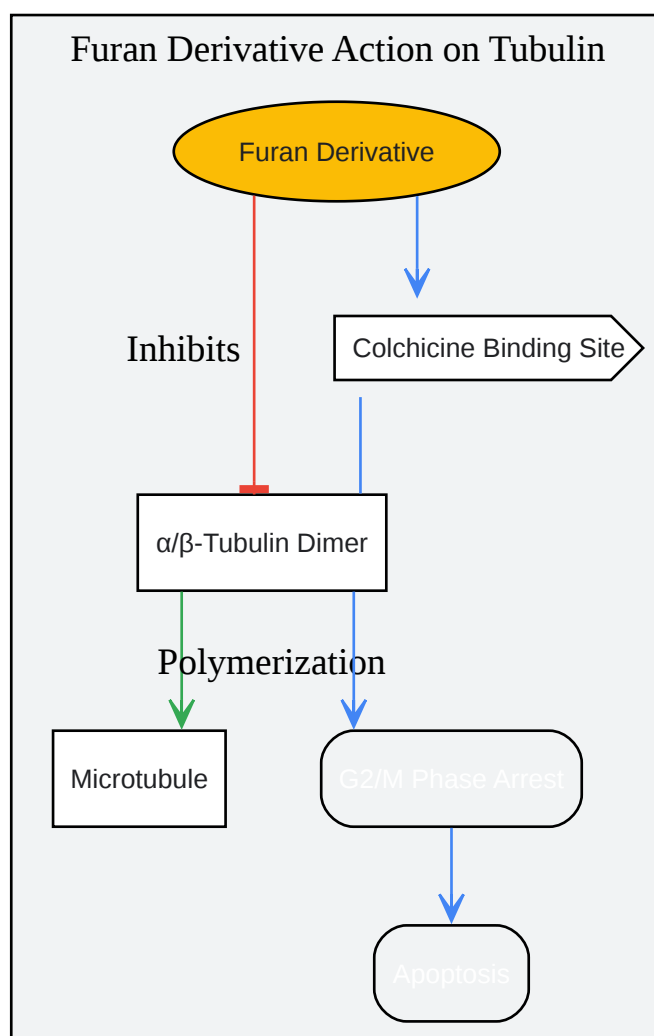 Furan Derivative Action on Tubulin
Furan Derivative
Inhibits
Colchicine Binding Site
α/β-Tubulin Dimer
Polymerization
Microtubule
G2/M Phase Arrest
Apoptosis